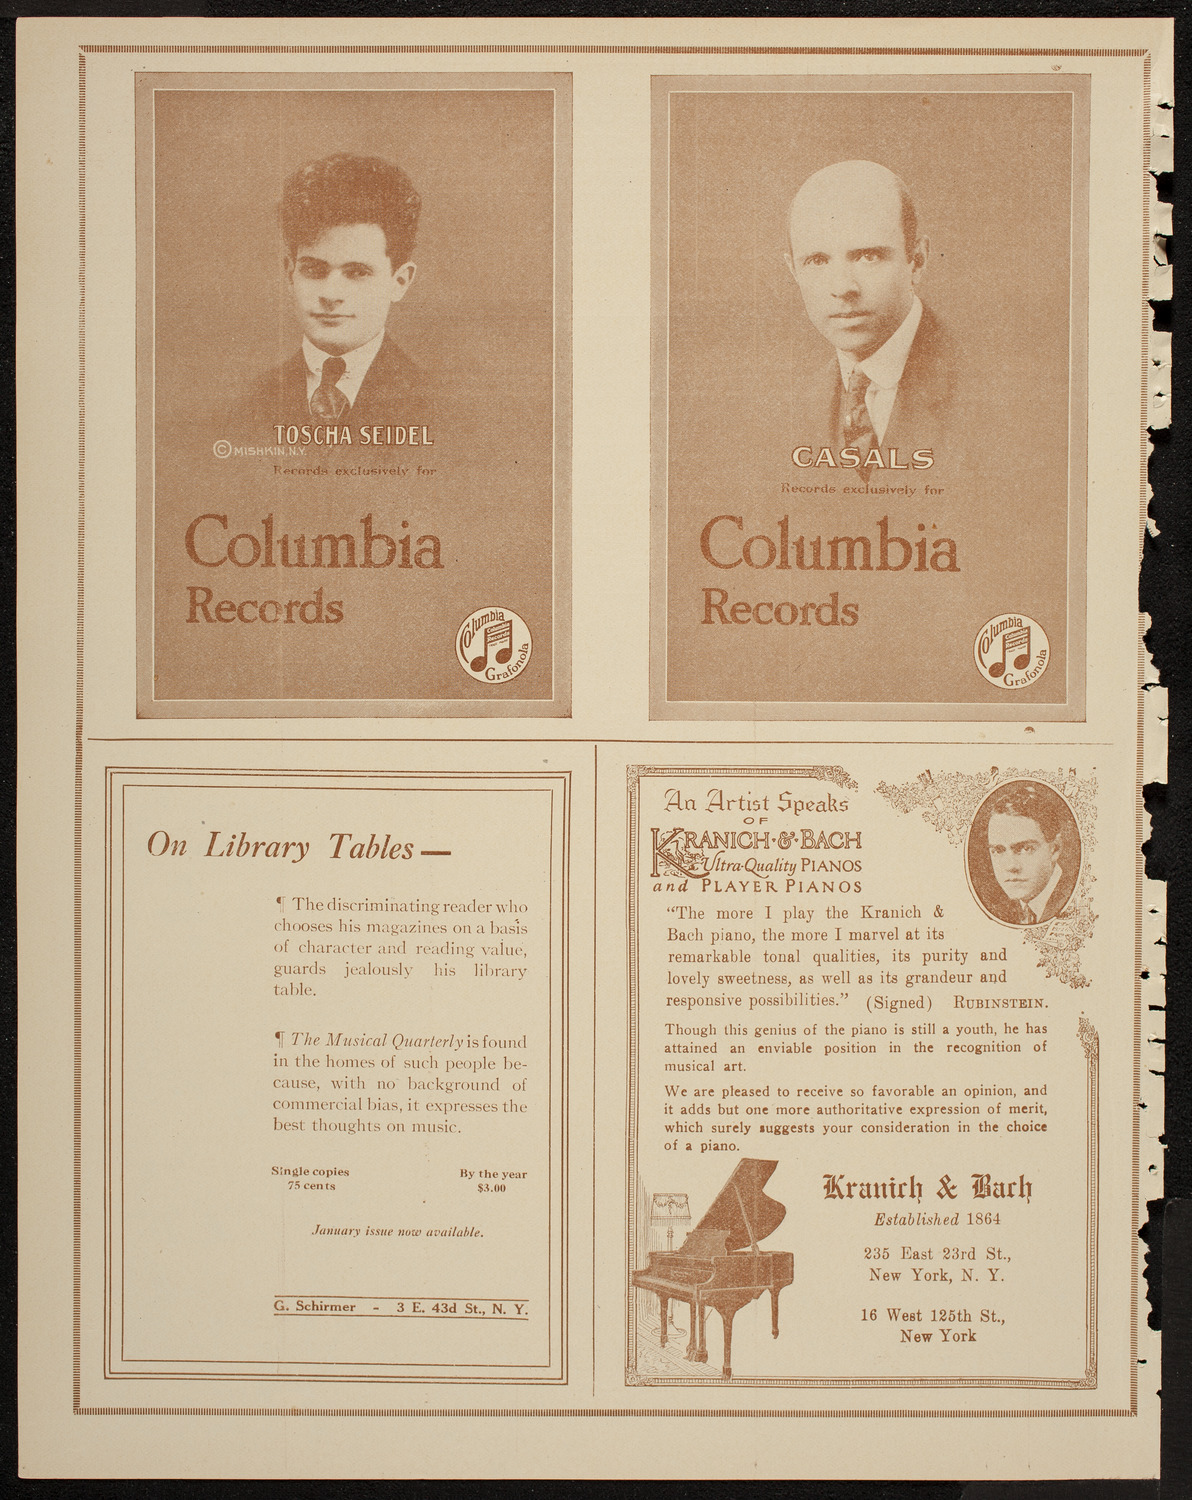 TOSCHA SEIDEL
© MISHKIN N.Y.
Records exclusively for
Columbia
Records
Columbia
Grafonola
CASALS
Records exclusively for
Columbia
Records
Columbia
Grafonola
On Library Tables —
¶ The discriminating reader who
chooses his magazines on a basis
of character and reading value,
guards jealously his library
table.
¶ The Musical Quarterly is found
in the homes of such people be-
cause, with no background of
commercial bias, it expresses the
best thoughts on music.
Single copies
75 cents
By the year
$3.00
January issue now available.
G. Schirmer - 3 E. 43d St., N. Y.
An Artist Speaks
OF
KRANICH·&·BACH
Ultra-Quality PIANOS
and PLAYER PIANOS
“The more I play the Kranich &
Bach piano, the more I marvel at its
remarkable tonal qualities, its purity and
lovely sweetness, as well as its grandeur and
responsive possibilities.” (Signed) RUBINSTEIN.
Though this genius of the piano is still a youth, he has
attained an enviable position in the recognition of
musical art.
We are pleased to receive so favorable an opinion, and
it adds but one more authoritative expression of merit,
which surely suggests your consideration in the choice
of a piano.
Kranich & Bach
Established 1864
235 East 23rd St.,
New York, N. Y.
16 West 125th St.,
New York